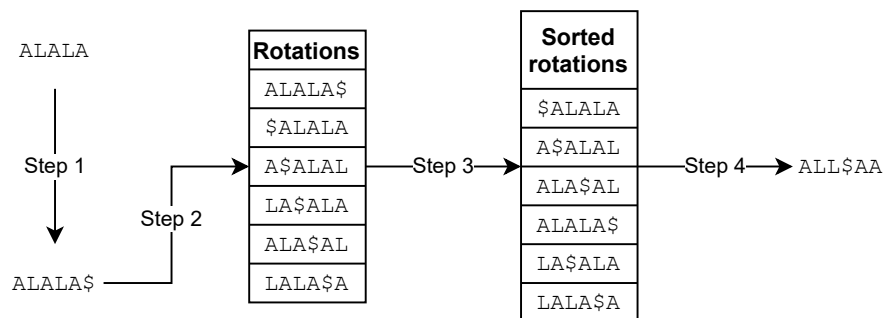 ALALA
Step 1
ALALA$
Step 2
Rotations
ALALA$
$ALALA
A$ALAL
LA$ALA
ALA$AL
LALA$A
Step 3
Sorted
rotations
$ALALA
A$ALAL
ALA$AL
ALALA$
LA$ALA
LALA$A
Step 4
ALL$AA